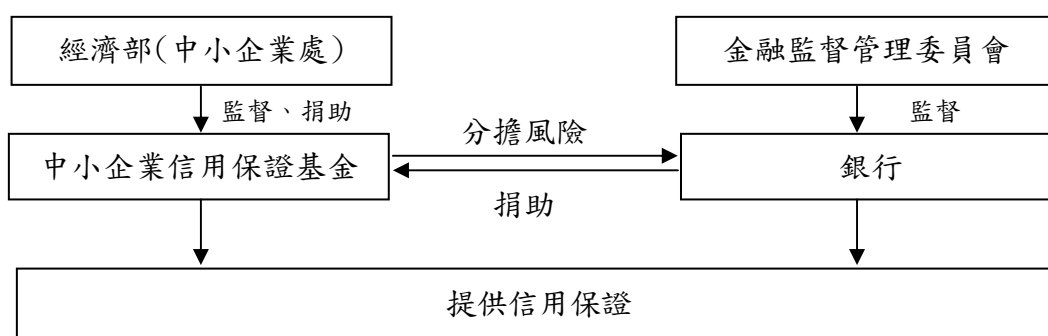 經濟部(中小企業處)
金融監督管理委員會
監督、捐助
監督
分擔風險
中小企業信用保證基金
銀行
捐助
提供信用保證